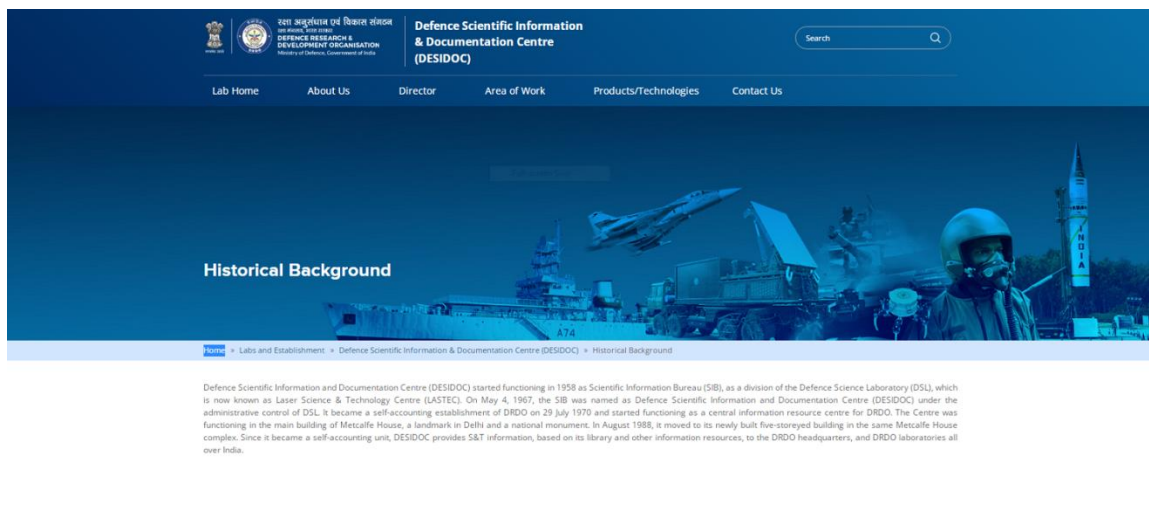 रक्षा अनुसंधान एवं विकास संगठन
DEFENCE RESEARCH &
DEVELOPMENT ORGANISATION
Ministry of Defence, Government of India
Defence Scientific Information
& Documentation Centre
(DESIDOC)
Search
Lab Home About Us Director Area of Work Products/Technologies Contact Us
INDIA
Historical Background
A74
Home » Labs and Establishment » Defence Scientific Information & Documentation Centre (DESIDOC) » Historical Background
Defence Scientific Information and Documentation Centre (DESIDOC) started functioning in 1958 as Scientific Information Bureau (SIB), as a division of the Defence Science Laboratory (DSL), which
is now known as Laser Science & Technology Centre (LASTEC). On May 4, 1967, the SIB was named as Defence Scientific Information and Documentation Centre (DESIDOC) under the
administrative control of DSL. It became a self-accounting establishment of DRDO on 29 July 1970 and started functioning as a central information resource centre for DRDO. The Centre was
functioning in the main building of Metcalfe House, a landmark in Delhi and a national monument. In August 1988, it moved to its newly built five-storeyed building in the same Metcalfe House
complex. Since it became a self-accounting unit, DESIDOC provides S&T information, based on its library and other information resources, to the DRDO headquarters, and DRDO laboratories all
over India.